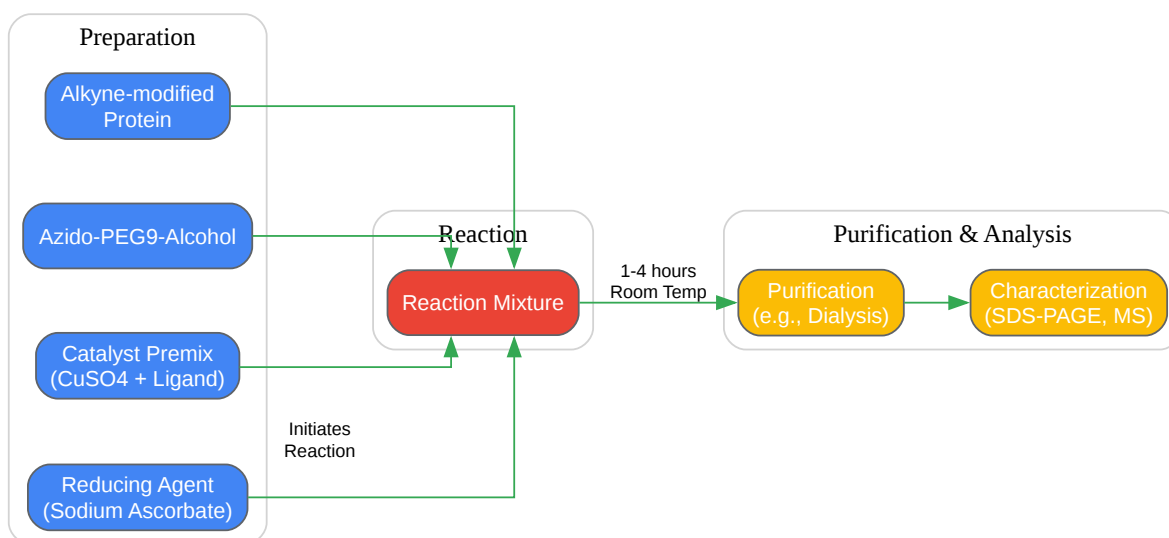 Preparation
Alkyne-modified
Protein
Azido-PEG9-Alcohol
Catalyst Premix
(CuSO4 + Ligand)
Reducing Agent
(Sodium Ascorbate)
Initiates
Reaction
Reaction
Reaction Mixture
1-4 hours
Room Temp
Purification & Analysis
Purification
(e.g., Dialysis)
Characterization
(SDS-PAGE, MS)